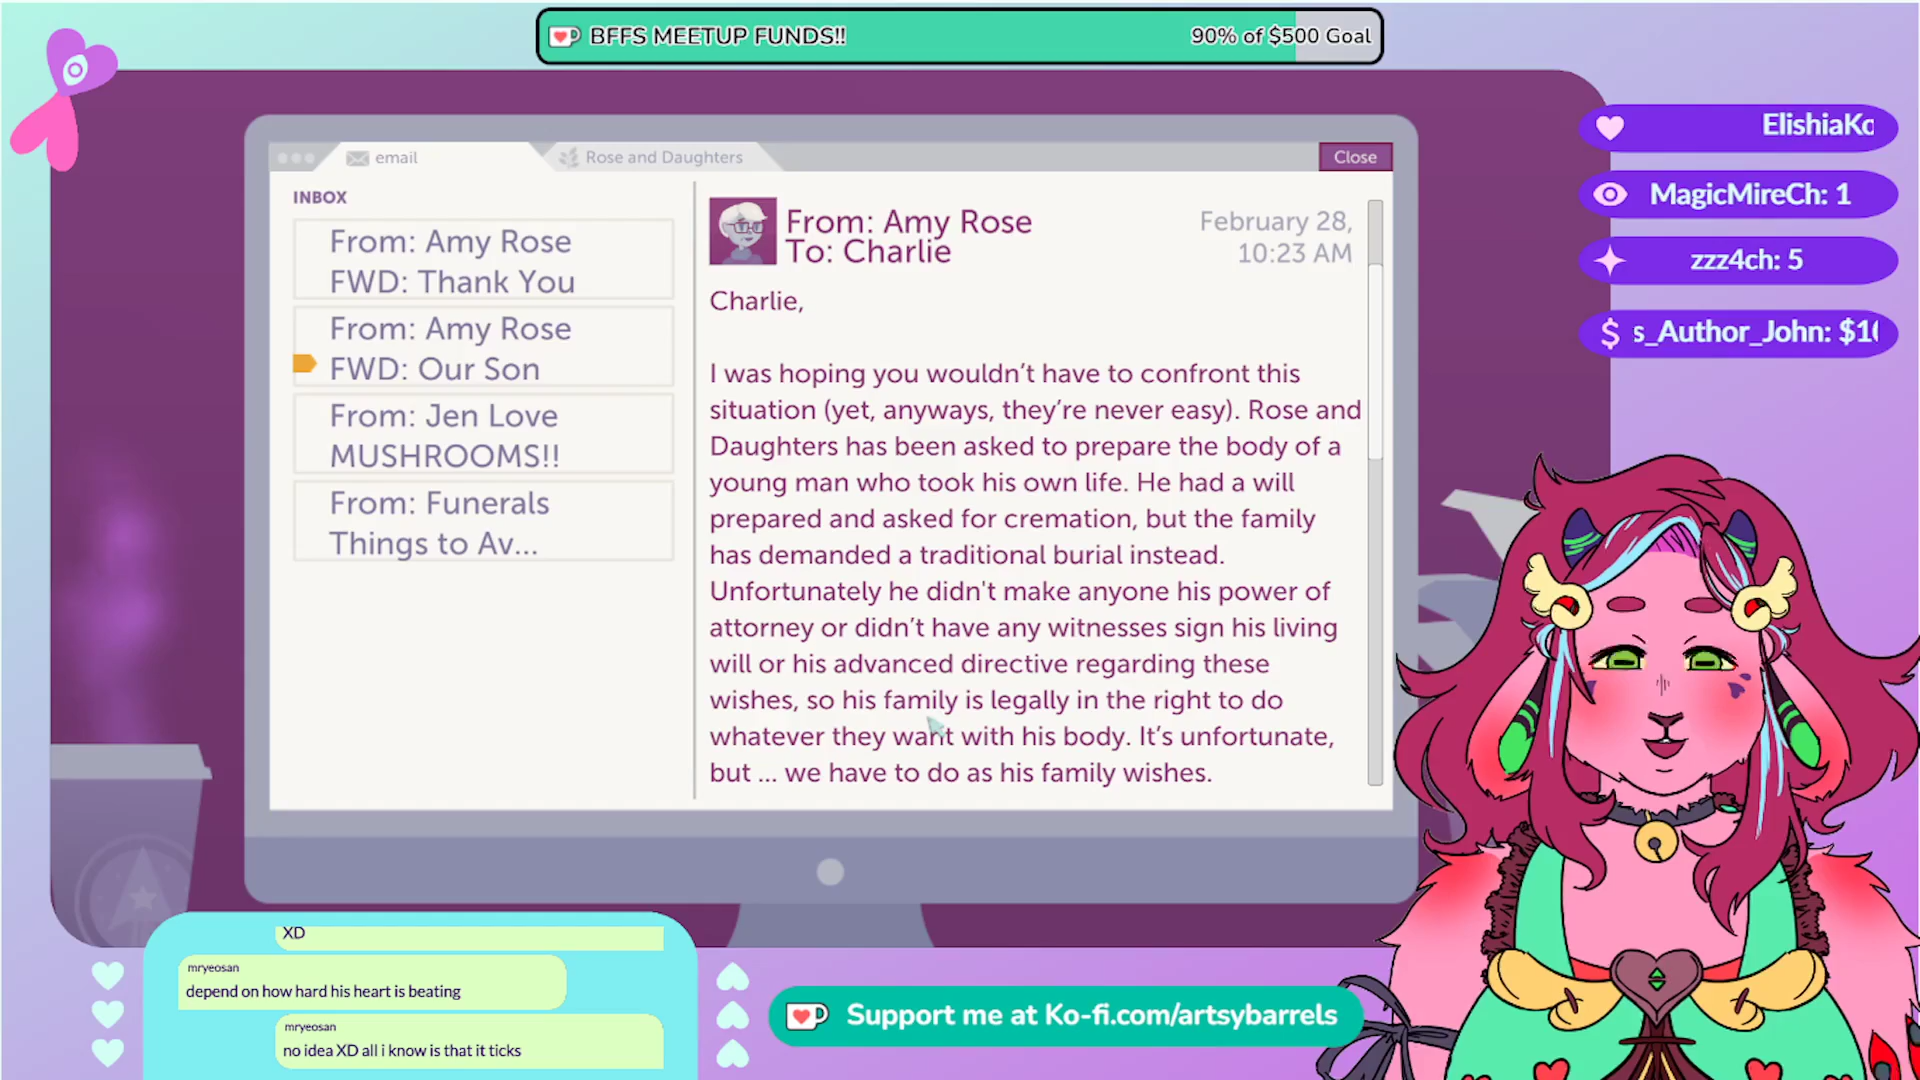 BFFS MEETUP FUNDS!!
90% of $500 Goal
email
Rose and Daughters
Close
INBOX
From: Amy Rose
FWD: Thank You
From: Amy Rose
FWD: Our Son
From: Jen Love
MUSHROOMS!!
From: Funerals
Things to Av...
From: Amy Rose
To: Charlie
February 28,
10:23 AM
Charlie,
I was hoping you wouldn’t have to confront this
situation (yet, anyways, they’re never easy). Rose and
Daughters has been asked to prepare the body of a
young man who took his own life. He had a will
prepared and asked for cremation, but the family
has demanded a traditional burial instead.
Unfortunately he didn't make anyone his power of
attorney or didn’t have any witnesses sign his living
will or his advanced directive regarding these
wishes, so his family is legally in the right to do
whatever they want with his body. It’s unfortunate,
but ... we have to do as his family wishes.
ElishiaKo
MagicMireCh: 1
zzz4ch: 5
$ s_Author_John: $10
XD
mryeosan
depend on how hard his heart is beating
mryeosan
no idea XD all i know is that it ticks
Support me at Ko-fi.com/artsybarrels